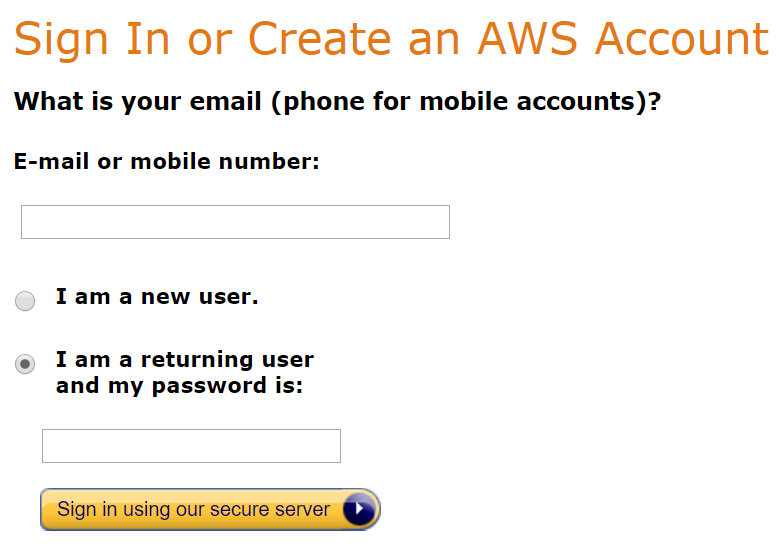 Sign In or Create an AWS Account
What is your email (phone for mobile accounts)?
E-mail or mobile number:
I am a new user.
I am a returning user
and my password is:
Sign in using our secure server